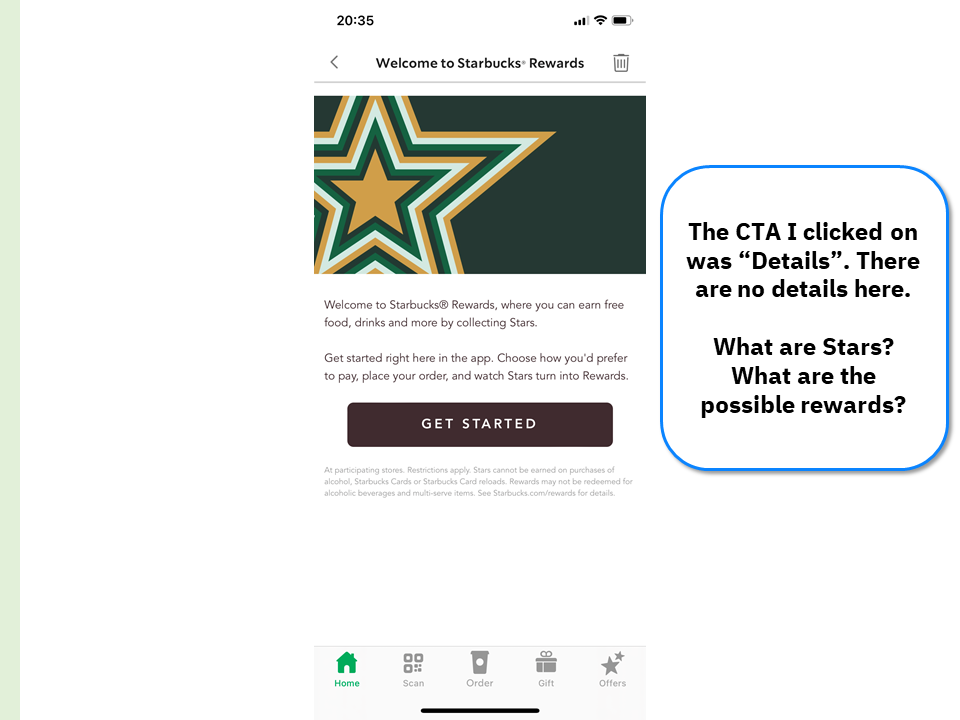 20:35
Welcome to Starbucks® Rewards
Welcome to Starbucks® Rewards, where you can earn free
food, drinks and more by collecting Stars.
Get started right here in the app. Choose how you'd prefer
to pay, place your order, and watch Stars turn into Rewards.
GET STARTED
At participating stores. Restrictions apply. Stars cannot be earned on purchases of
alcohol, Starbucks Cards or Starbucks Card reloads. Rewards may not be redeemed for
alcoholic beverages and multi-serve items. See Starbucks.com/rewards for details.
Home
Scan
Order
Gift
Offers
The CTA I clicked on
was “Details”. There
are no details here.
What are Stars?
What are the
possible rewards?